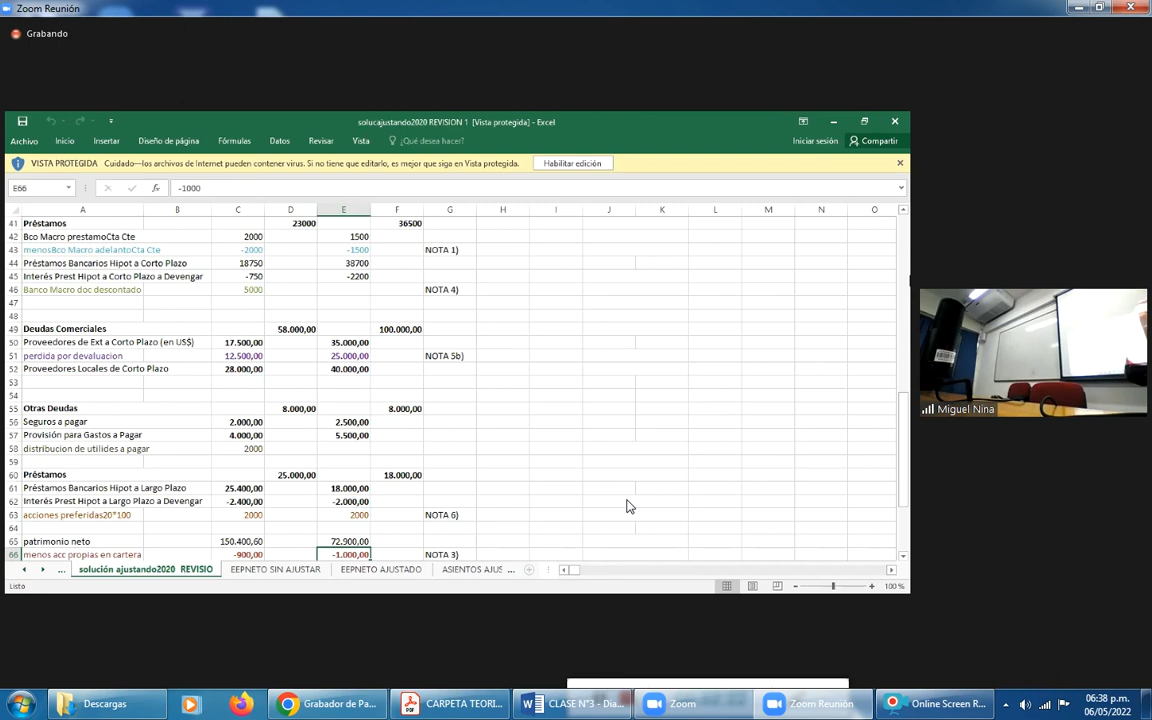 Zoom Reunión
Grabando
solucajustando2020 REVISION 1 [Vista protegida] - Excel
Archivo Inicio Insertar Diseño de página Fórmulas Datos Revisar Vista ¿Qué desea hacer? Iniciar sesión Compartir
VISTA PROTEGIDA Cuidado—los archivos de Internet pueden contener virus. Si no tiene que editarlo, es mejor que siga en Vista protegida. Habilitar edición
E66 fx -1000
A B C D E F G H I J K L M N O
41 Préstamos 23000 36500
42 Bco Macro prestamoCta Cte 2000 1500
43 menosBco Macro adelantoCta Cte -2000 -1500 NOTA 1)
44 Préstamos Bancarios Hipot a Corto Plazo 18750 38700
45 Interés Prest Hipot a Corto Plazo a Devengar -750 -2200
46 Banco Macro doc descontado 5000 NOTA 4)
47
48
49 Deudas Comerciales 58.000,00 100.000,00
50 Proveedores de Ext a Corto Plazo (en US$) 17.500,00 35.000,00
51 perdida por devaluacion 12.500,00 25.000,00 NOTA 5b)
52 Proveedores Locales de Corto Plazo 28.000,00 40.000,00
53
54
55 Otras Deudas 8.000,00 8.000,00
56 Seguros a pagar 2.000,00 2.500,00
57 Provisión para Gastos a Pagar 4.000,00 5.500,00
58 distribucion de utilides a pagar 2000
59
60 Préstamos 25.000,00 18.000,00
61 Préstamos Bancarios Hipot a Largo Plazo 25.400,00 18.000,00
62 Interés Prest Hipot a Largo Plazo a Devengar -2.400,00 -2.000,00
63 acciones preferidas20*100 2000 2000 NOTA 6)
64
65 patrimonio neto 150.400,60 72.900,00
66 menos acc propias en cartera -900,00 -1.000,00 NOTA 3)
... solución ajustando2020 REVISIO EEPNETO SIN AJUSTAR EEPNETO AJUSTADO ASIENTOS AJUS ...
Listo 100 %
Miguel Nina
Descargas Grabador de Pa... CARPETA TEORI... CLASE N°3 - Dia... Zoom Zoom Reunión Online Screen R... 06:38 p.m.
06/05/2022